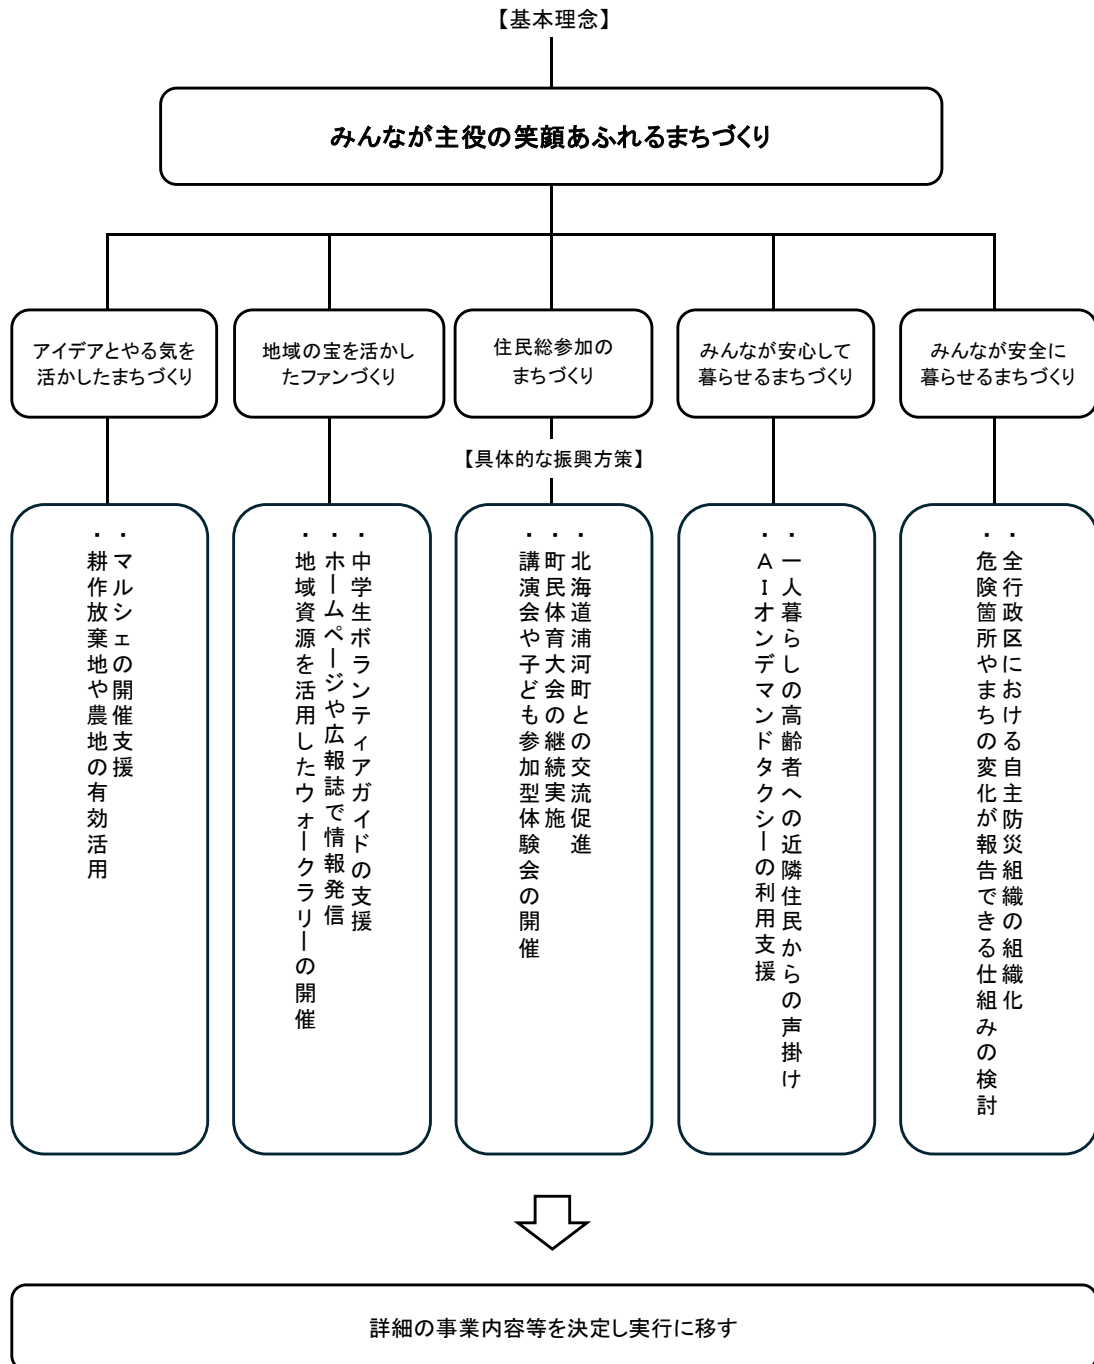 【基本理念】
みんなが主役の笑顔あふれるまちづくり
アイデアとやる気を
活かしたまちづくり
地域の宝を活かし
たファンづくり
住民総参加の
まちづくり
みんなが安心して
暮らせるまちづくり
みんなが安全に
暮らせるまちづくり
【具体的な振興方策】
・マルシェの開催支援
・耕作放棄地や農地の有効活用
・中学生ボランティアガイドの支援
・ホームページや広報誌で情報発信
・地域資源を活用したウォークラリーの開催
・北海道浦河町との交流促進
・町民体育大会の継続実施
・講演会や子ども参加型体験会の開催
・一人暮らしの高齢者への近隣住民からの声掛け
・AIオンデマンドタクシーの利用支援
・全行政区における自主防災組織の組織化
・危険箇所やまちの変化が報告できる仕組みの検討
詳細の事業内容等を決定し実行に移す